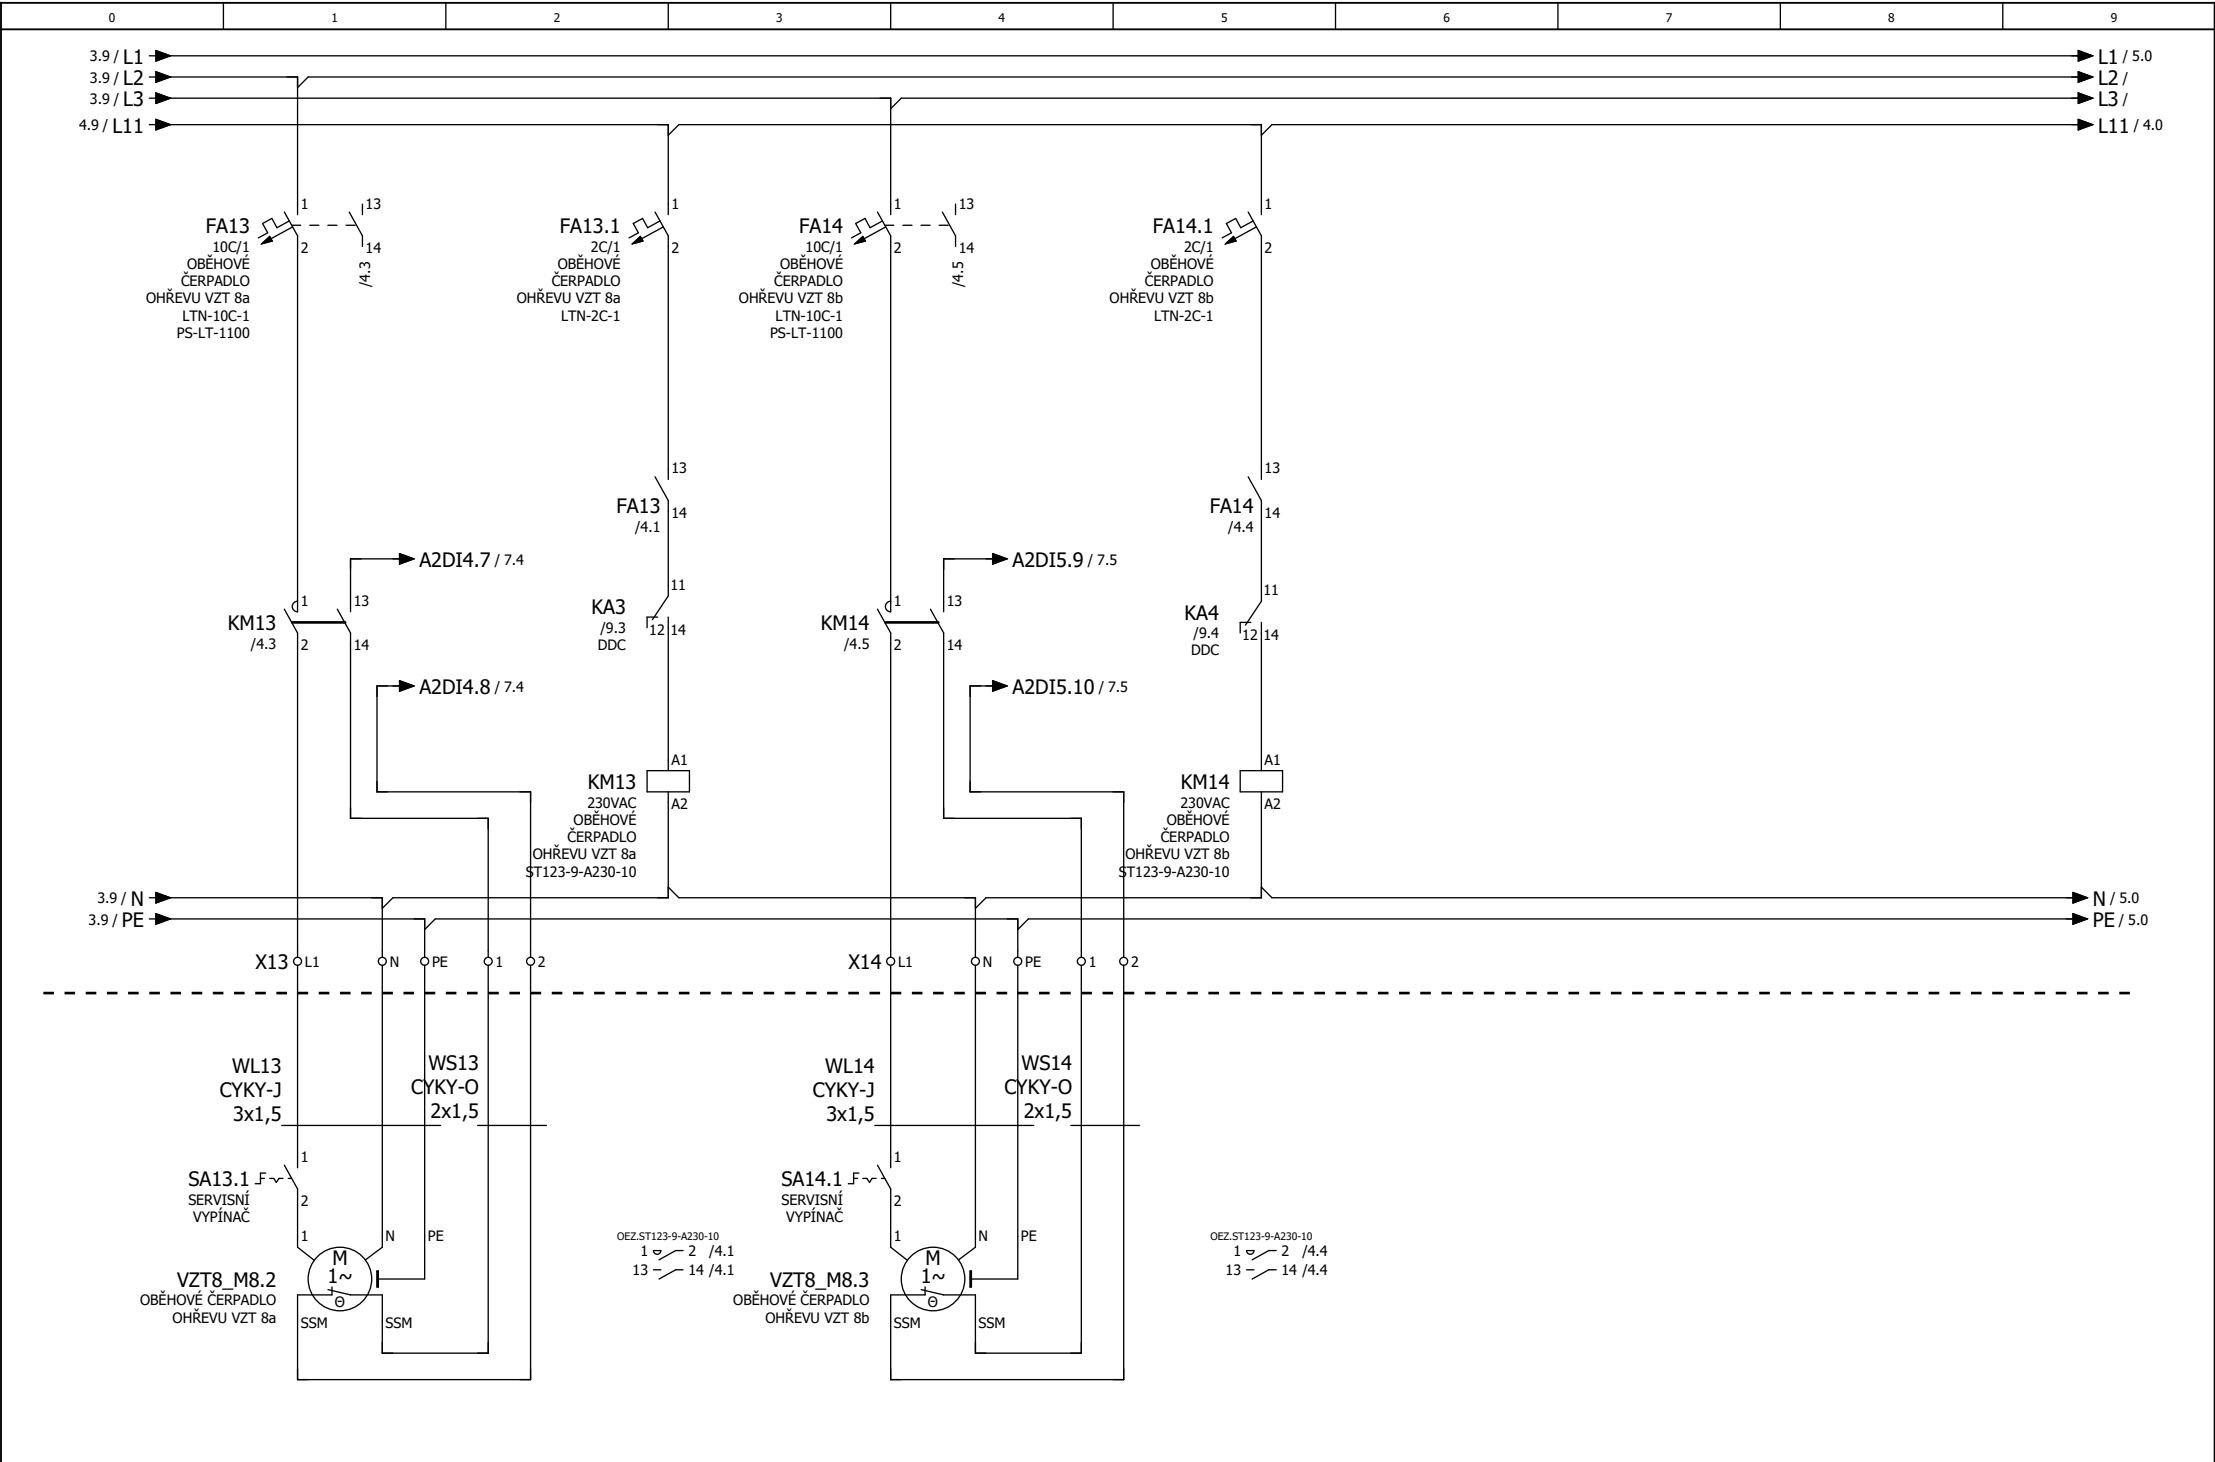 0 1 2 3 4 5 6 7 8 9
3.9 / L1
L1 / 5.0
3.9 / L2
L2 /
3.9 / L3
L3 /
4.9 / L11
L11 / 4.0
FA13
10C/1
OBĚHOVÉ
ČERPADLO
OHŘEVU VZT 8a
LTN-10C-1
PS-LT-1100
1
2
13
14
/4.3
FA13.1
2C/1
OBĚHOVÉ
ČERPADLO
OHŘEVU VZT 8a
LTN-2C-1
1
2
FA14
10C/1
OBĚHOVÉ
ČERPADLO
OHŘEVU VZT 8b
LTN-10C-1
PS-LT-1100
1
2
13
14
/4.5
FA14.1
2C/1
OBĚHOVÉ
ČERPADLO
OHŘEVU VZT 8b
LTN-2C-1
1
2
FA13
/4.1
13
14
FA14
/4.4
13
14
A2DI4.7 / 7.4
A2DI5.9 / 7.5
KM13
/4.3
1
2
13
14
KA3
/9.3
DDC
11
12 14
KM14
/4.5
1
2
13
14
KA4
/9.4
DDC
11
12 14
A2DI4.8 / 7.4
A2DI5.10 / 7.5
KM13
230VAC
OBĚHOVÉ
ČERPADLO
OHŘEVU VZT 8a
ST123-9-A230-10
A1
A2
KM14
230VAC
OBĚHOVÉ
ČERPADLO
OHŘEVU VZT 8b
ST123-9-A230-10
A1
A2
3.9 / N
N / 5.0
3.9 / PE
PE / 5.0
X13 L1 N PE 1 2
X14 L1 N PE 1 2
WL13
CYKY-J
3x1,5
WS13
CYKY-O
2x1,5
WL14
CYKY-J
3x1,5
WS14
CYKY-O
2x1,5
SA13.1
SERVISNÍ
VYPÍNAČ
1
2
SA14.1
SERVISNÍ
VYPÍNAČ
1
2
1 N PE
M
1~
Θ
VZT8_M8.2
OBĚHOVÉ ČERPADLO
OHŘEVU VZT 8a
SSM SSM
OEZ.ST123-9-A230-10
1 2 /4.1
13 14 /4.1
1 N PE
M
1~
Θ
VZT8_M8.3
OBĚHOVÉ ČERPADLO
OHŘEVU VZT 8b
SSM SSM
OEZ.ST123-9-A230-10
1 2 /4.4
13 14 /4.4